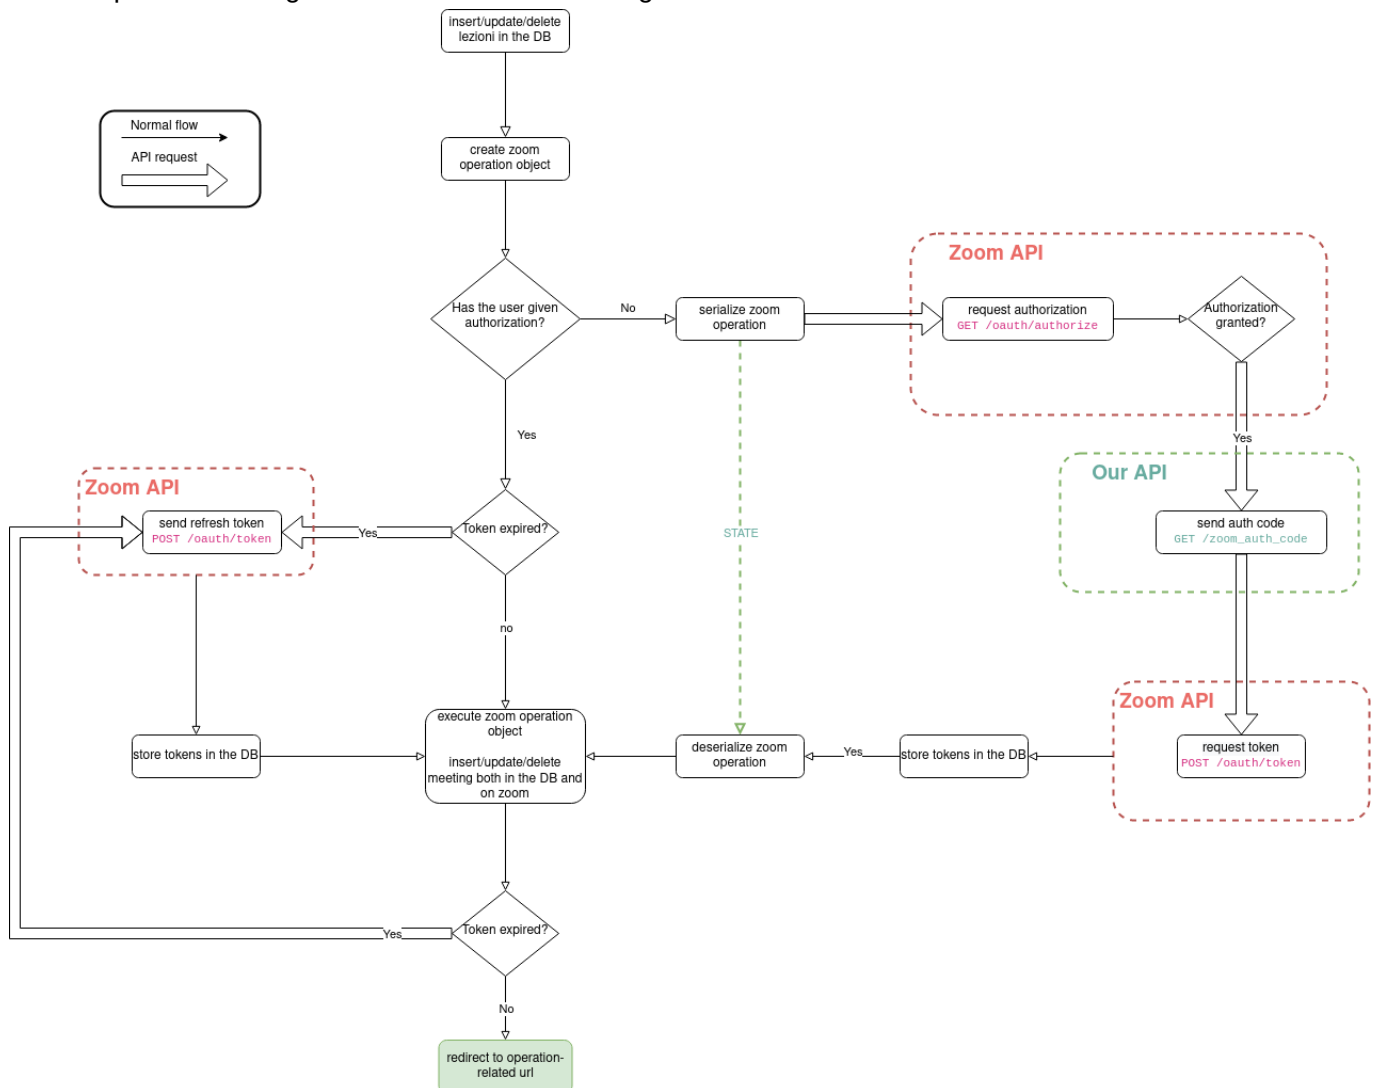 insert/update/delete
lezioni in the DB
Normal flow
API request
create zoom
operation object
Zoom API
Has the user given
authorization?
No
serialize zoom
operation
request authorization
GET /oauth/authorize
Authorization
granted?
Yes
Yes
Our API
Zoom API
send refresh token
POST /oauth/token
Yes
Token expired?
STATE
send auth code
GET /zoom_auth_code
no
Zoom API
execute zoom operation
object
insert/update/delete
meeting both in the DB and
on zoom
store tokens in the DB
deserialize zoom
operation
Yes
store tokens in the DB
request token
POST /oauth/token
Token expired?
Yes
No
redirect to operation-
related url